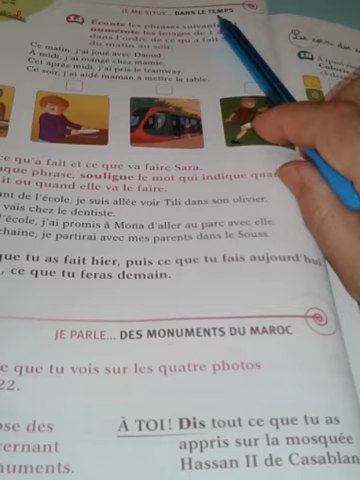 JE ME SITUE... DANS LE TEMPS
14 Écoute les phrases suivantes
numérote les images de 1 à
dans l'ordre de ce qu'a fait
du matin au soir.
Ce matin, j'ai joué avec Daoud.
À midi, j'ai mangé chez mamie.
Cet après-midi, j'ai pris le tramway.
Ce soir, j'ai aidé maman à mettre la table.
ce qu'a fait et ce que va faire Sara.
aque phrase, souligne le mot qui indique quan
it ou quand elle va le faire.
ant de l'école, je suis allée voir Tili dans son olivier.
vais chez le dentiste.
l'école, j'ai promis à Mona d'aller au parc avec elle.
chaine, je partirai avec mes parents dans le Souss.
que tu as fait hier, puis ce que tu fais aujourd'hui
, ce que tu feras demain.
JE PARLE... DES MONUMENTS DU MAROC
e que tu vois sur les quatre photos
22.
ose des
cernant
numents.
À TOI ! Dis tout ce que tu as
appris sur la mosquée
Hassan II de Casablan